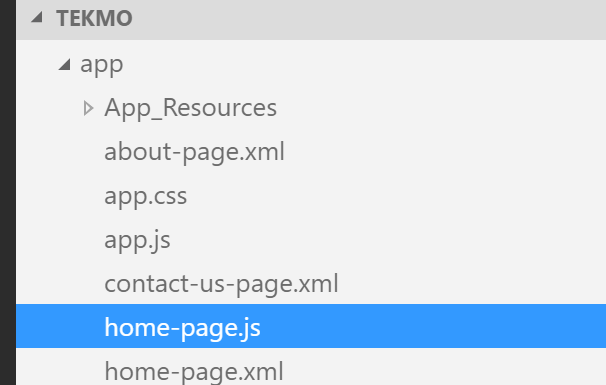 TEKMO
app
App_Resources
about-page.xml
app.css
app.js
contact-us-page.xml
home-page.js
home-page.xml